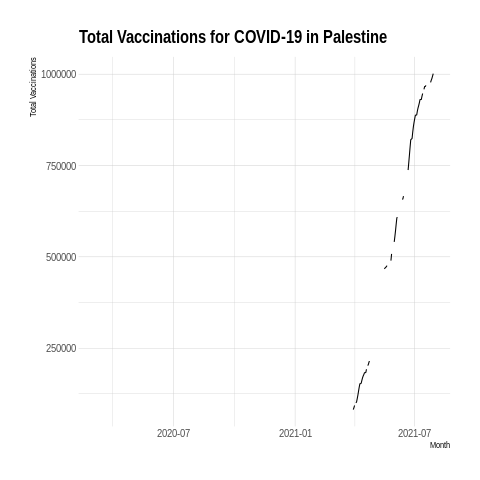 Total Vaccinations for COVID-19 in Palestine
Total Vaccinations
1000000
750000
500000
250000
2020-07
2021-01
2021-07
Month